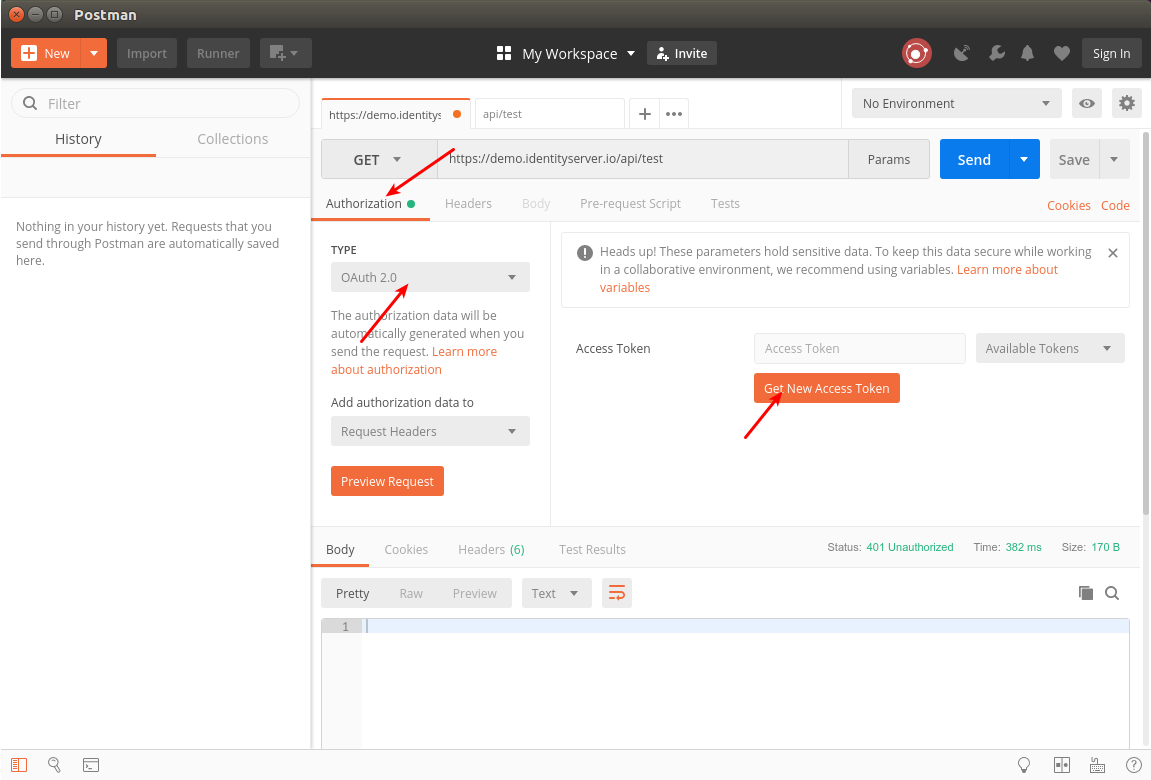 Postman
New
Import
Runner
My Workspace
Invite
Sign In
Filter
History
Collections
Nothing in your history yet. Requests that you
send through Postman are automatically saved
here.
https://demo.identitys
api/test
No Environment
GET
https://demo.identityserver.io/api/test
Params
Send
Save
Authorization
Headers
Body
Pre-request Script
Tests
Cookies
Code
TYPE
OAuth 2.0
The authorization data will be
automatically generated when you
send the request. Learn more
about authorization
Add authorization data to
Request Headers
Preview Request
Heads up! These parameters hold sensitive data. To keep this data secure while working
in a collaborative environment, we recommend using variables. Learn more about
variables
Access Token
Access Token
Available Tokens
Get New Access Token
Body
Cookies
Headers (6)
Test Results
Status: 401 Unauthorized
Time: 382 ms
Size: 170 B
Pretty
Raw
Preview
Text
1